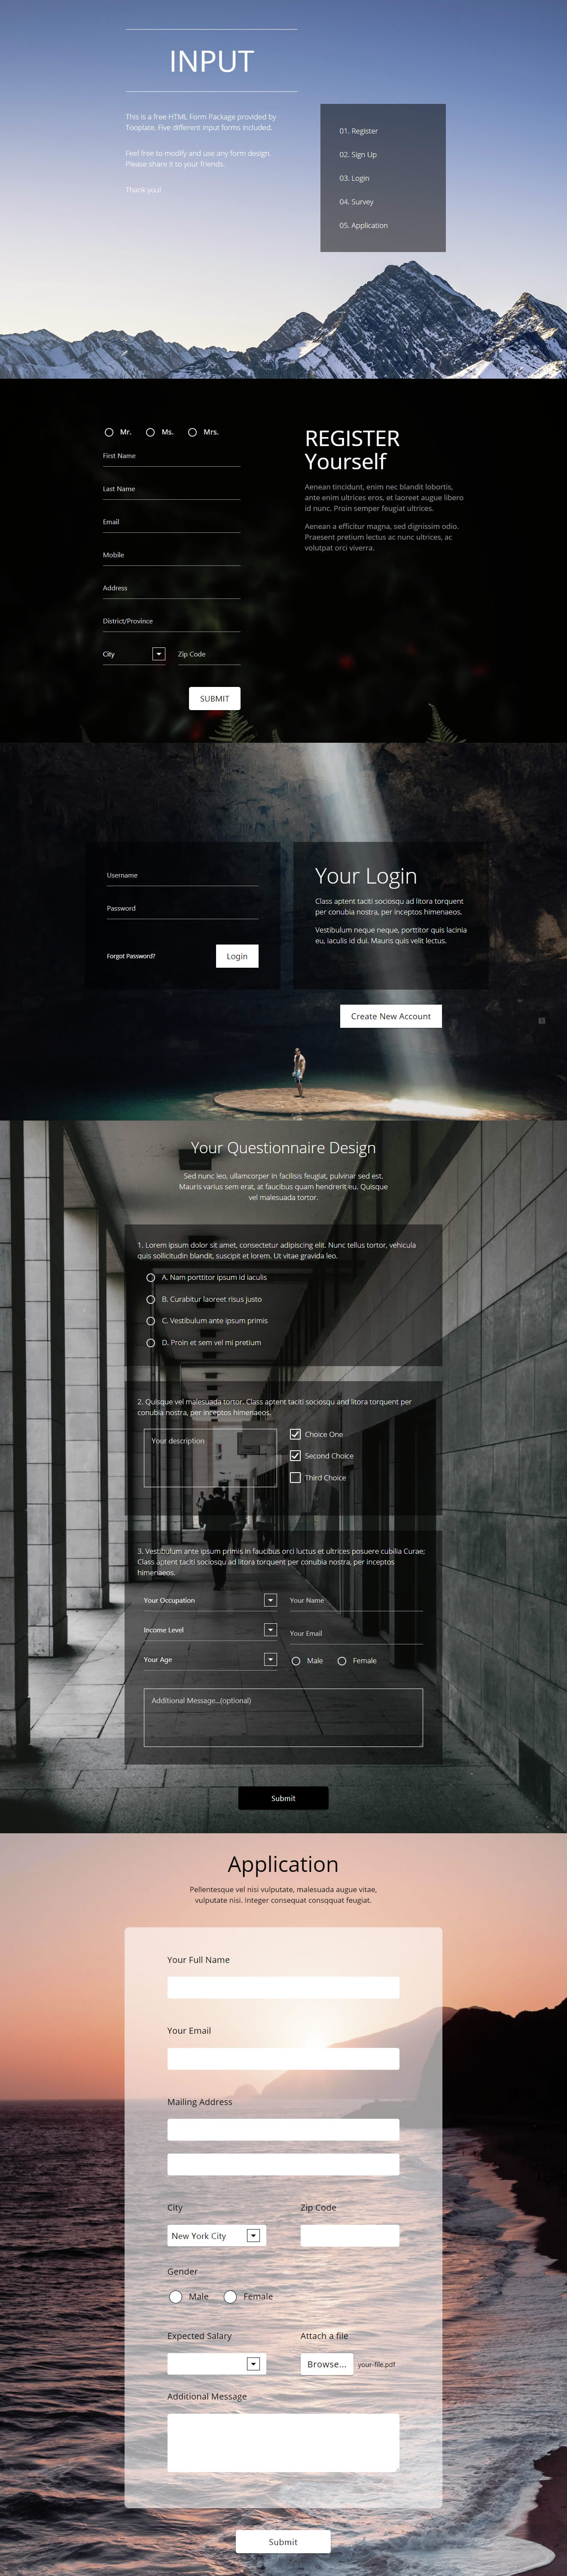 INPUT
This is a free HTML Form Package provided by
Tooplate. Five different input forms included.
Feel free to modify and use any form design.
Please share it to your friends.
Thank you!
01. Register
02. Sign Up
03. Login
04. Survey
05. Application
Mr. Ms. Mrs.
First Name
Last Name
Email
Mobile
Address
District/Province
City Zip Code
SUBMIT
REGISTER
Yourself
Aenean tincidunt, enim nec blandit lobortis,
ante enim ultrices eros, et laoreet augue libero
id nunc. Proin semper feugiat ultrices.
Aenean a efficitur magna, sed dignissim odio.
Praesent pretium lectus ac nunc ultrices, ac
volutpat orci viverra.
Username
Password
Forgot Password? Login
Your Login
Class aptent taciti sociosqu ad litora torquent
per conubia nostra, per inceptos himenaeos.
Vestibulum neque neque, porttitor quis lacinia
eu, iaculis id dui. Mauris quis velit lectus.
Create New Account
Your Questionnaire Design
Sed nunc leo, ullamcorper in facilisis feugiat, pulvinar sed est.
Mauris varius sem erat, at faucibus quam hendrerit eu. Quisque
vel malesuada tortor.
1. Lorem ipsum dolor sit amet, consectetur adipiscing elit. Nunc tellus tortor, vehicula
quis sollicitudin blandit, suscipit et lorem. Ut vitae gravida leo.
A. Nam porttitor ipsum id iaculis
B. Curabitur laoreet risus justo
C. Vestibulum ante ipsum primis
D. Proin et sem vel mi pretium
2. Quisque vel malesuada tortor. Class aptent taciti sociosqu and litora torquent per
conubia nostra, per inceptos himenaeos.
Your description
Choice One
Second Choice
Third Choice
3. Vestibulum ante ipsum primis in faucibus orci luctus et ultrices posuere cubilia Curae;
Class aptent taciti sociosqu ad litora torquent per conubia nostra, per inceptos
himenaeos.
Your Occupation Your Name
Income Level
Your Email
Your Age Male Female
Additional Message...(optional)
Submit
Application
Pellentesque vel nisi vulputate, malesuada augue vitae,
vulputate nisi. Integer consequat consqquat feugiat.
Your Full Name
Your Email
Mailing Address
City Zip Code
New York City
Gender
Male Female
Expected Salary Attach a file
Browse... your-file.pdf
Additional Message
Submit